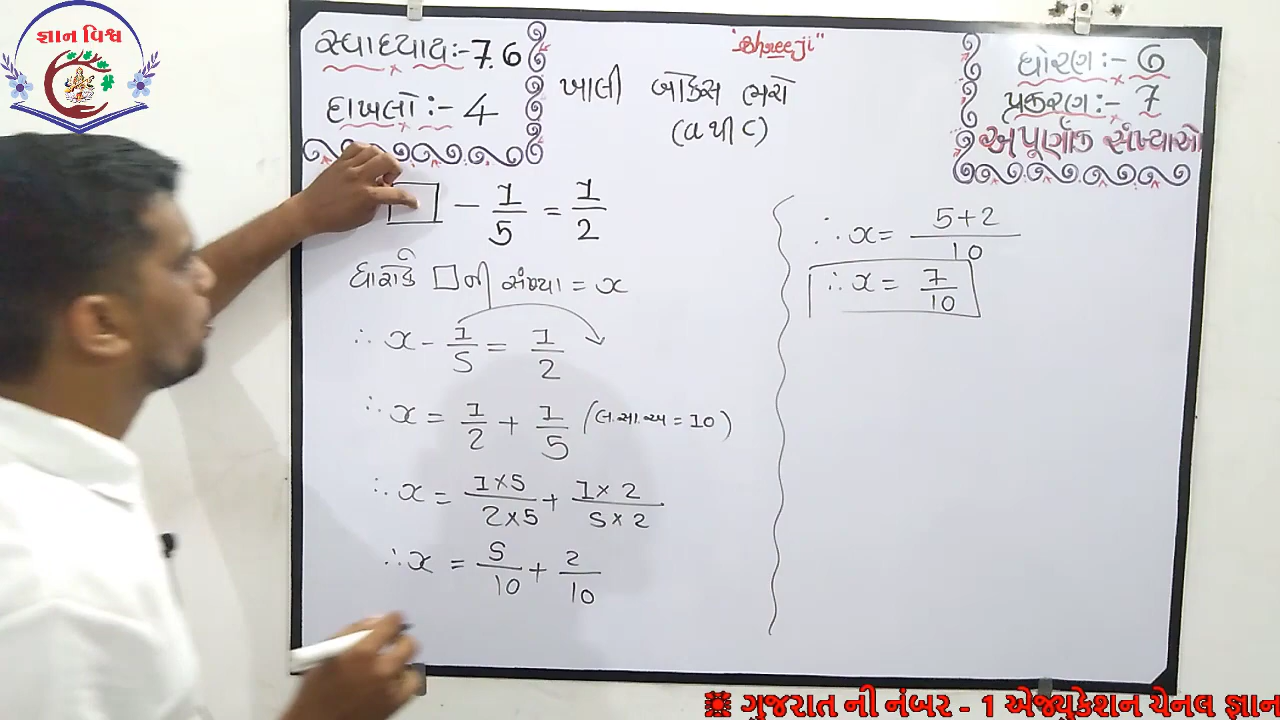 જ્ઞાન વિશ્વ
સ્વાધ્યાય:- 7.6
દાખલો:- 4
"Shreeji"
ખાલી બોક્સ ભરો
(a થી c)
ધોરણ:- 6
પ્રકરણ:- 7
અપૂર્ણાંક સંખ્યાઓ
□ - 1/5 = 1/2
ધારોકે □ની સંખ્યા = x
∴ x - 1/5 = 1/2
∴ x = 1/2 + 1/5 (લ.સા.અ = 10)
∴ x = 1×5/2×5 + 1×2/5×2
∴ x = 5/10 + 2/10
∴ x = 5+2/10
∴ x = 7/10
ગુજરાત ની નંબર - 1 એજ્યુકેશન ચેનલ જ્ઞાન